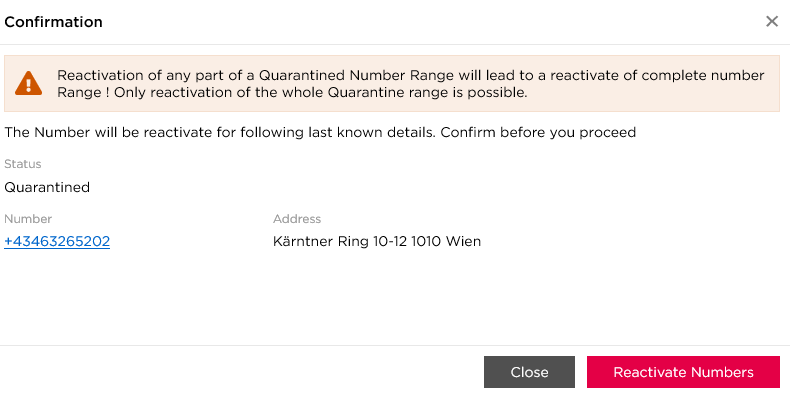 Confirmation
Reactivation of any part of a Quarantined Number Range will lead to a reactivate of complete number
Range ! Only reactivation of the whole Quarantine range is possible.
The Number will be reactivate for following last known details. Confirm before you proceed
Status
Quarantined
Number Address
+43463265202 Kärntner Ring 10-12 1010 Wien
Close Reactivate Numbers